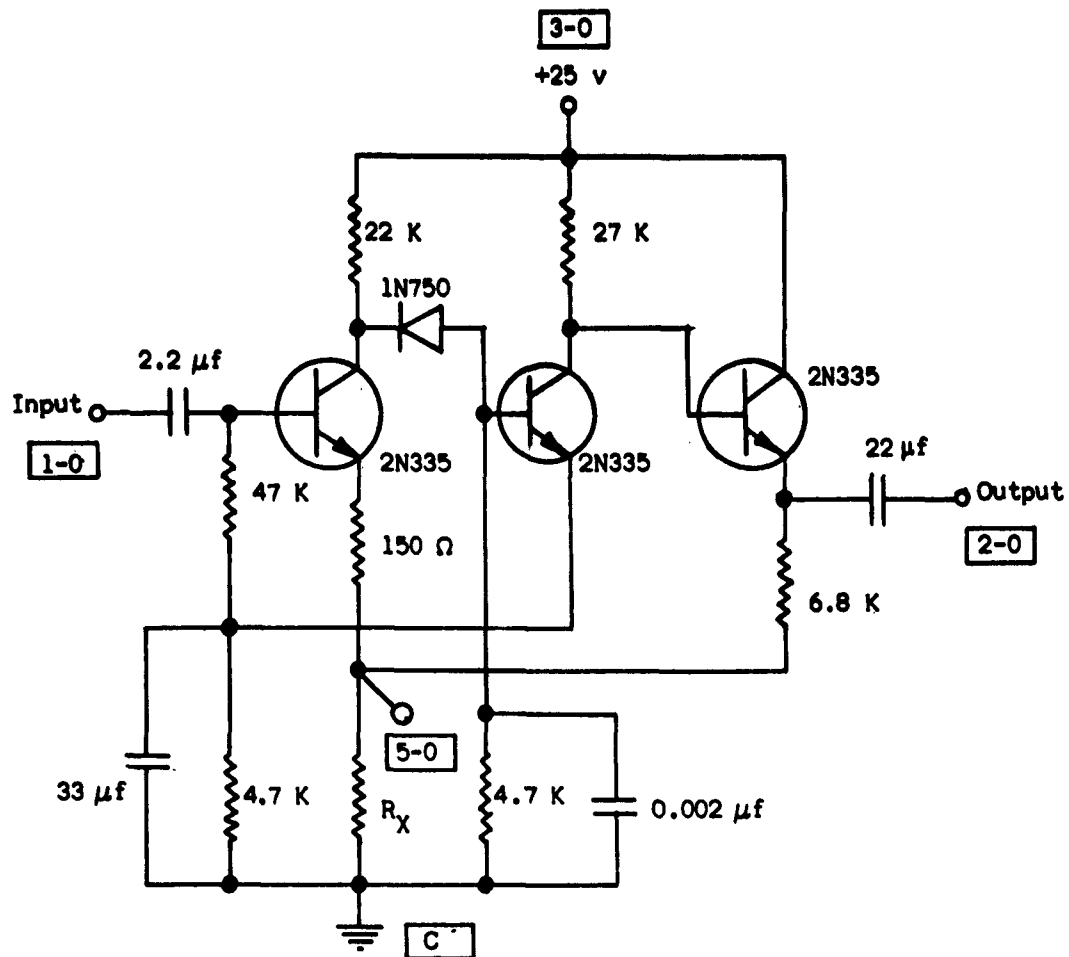 3-0
+25 v
22 K
27 K
1N750
2.2 µf
2N335
Input
1-0
2N335
2N335
22 µf
Output
2-0
47 K
150 Ω
6.8 K
5-0
33 µf
4.7 K
RX
4.7 K
0.002 µf
C